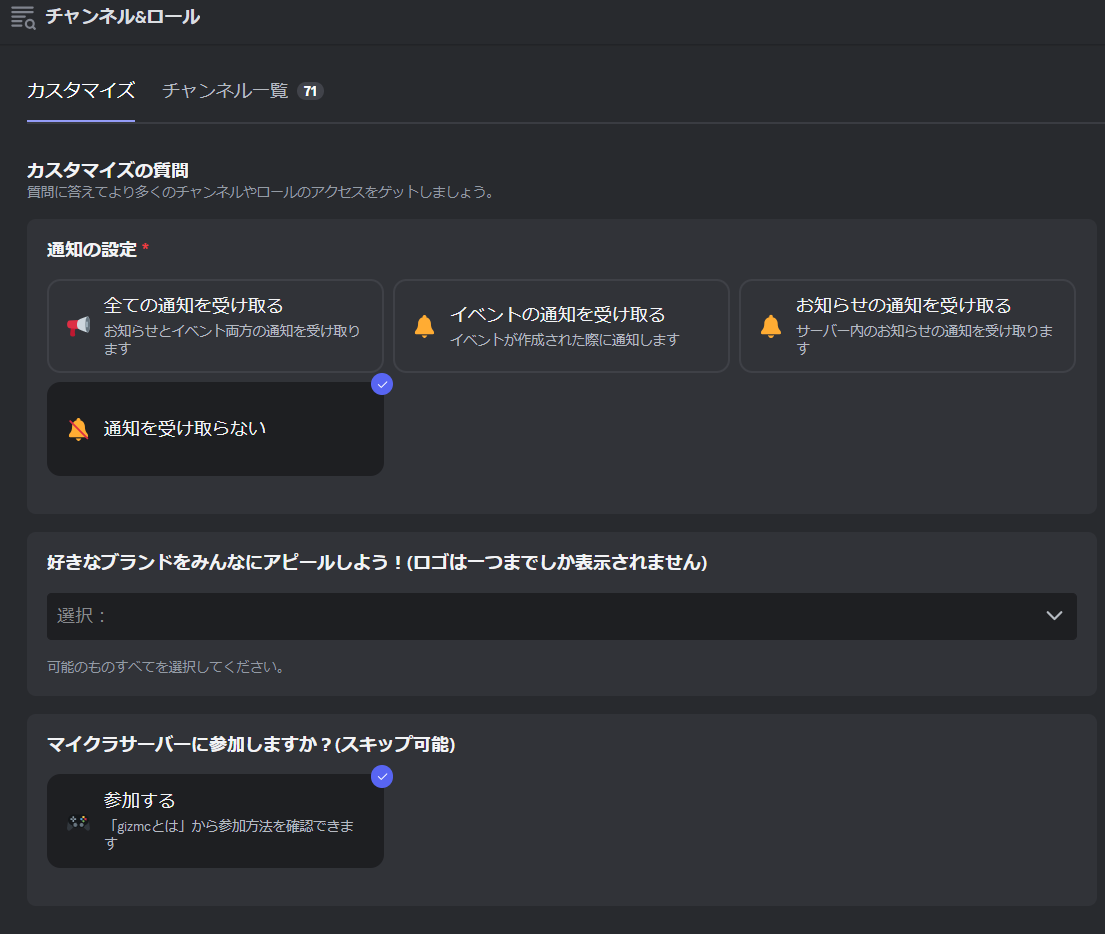 チャンネル&ロール
カスタマイズ
チャンネル一覧 71
カスタマイズの質問
質問に答えてより多くのチャンネルやロールのアクセスをゲットしましょう。
通知の設定 *
全ての通知を受け取る
お知らせとイベント両方の通知を受け取り
ます
イベントの通知を受け取る
イベントが作成された際に通知します
お知らせの通知を受け取る
サーバー内のお知らせの通知を受け取りま
す
通知を受け取らない
好きなブランドをみんなにアピールしよう！(ロゴは一つまでしか表示されません)
選択：
可能のものすべてを選択してください。
マイクラサーバーに参加しますか？(スキップ可能)
参加する
「gizmcとは」から参加方法を確認できま
す